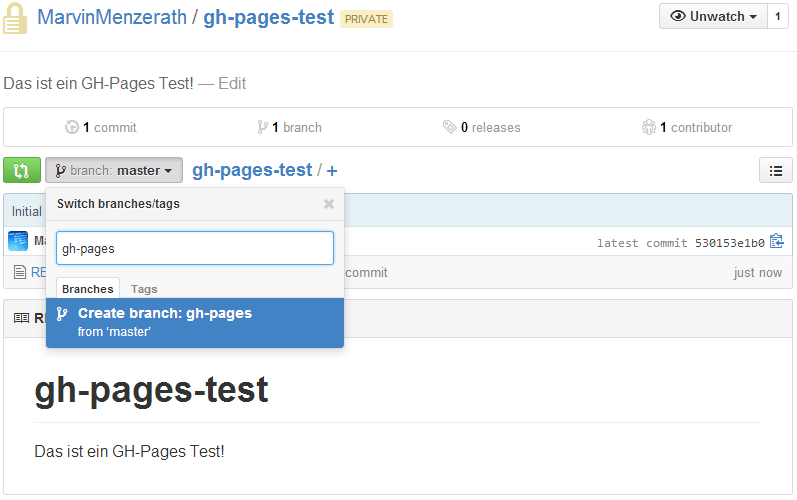 MarvinMenzerath / gh-pages-test PRIVATE
Unwatch 1
Das ist ein GH-Pages Test! — Edit
1 commit
1 branch
0 releases
1 contributor
branch: master
gh-pages-test / +
Initial
Switch branches/tags
gh-pages
Branches Tags
Create branch: gh-pages
from 'master'
latest commit 530153e1b0
commit
just now
gh-pages-test
Das ist ein GH-Pages Test!